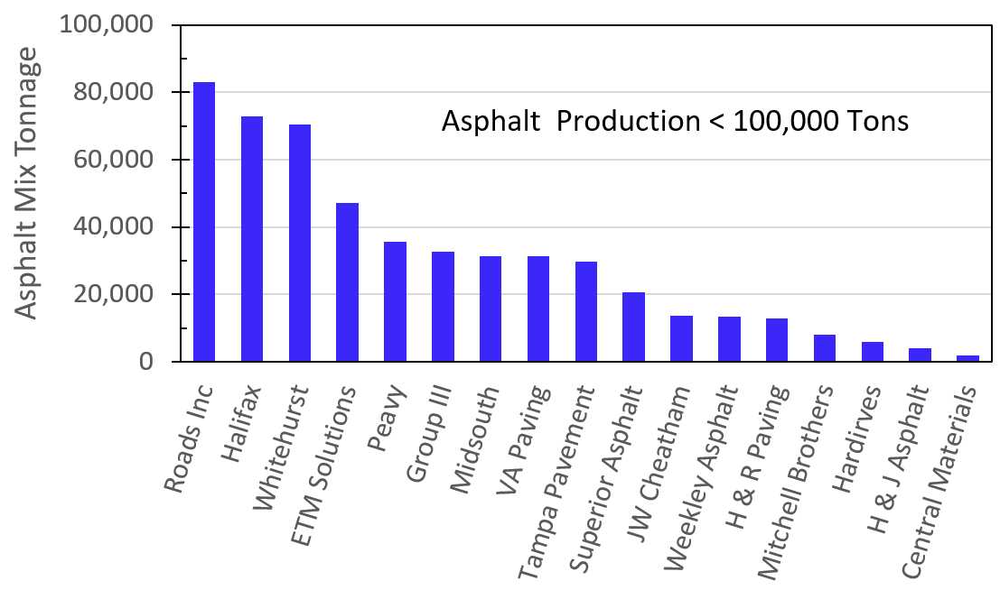 100,000
80,000
60,000
40,000
20,000
0
Asphalt Mix Tonnage
Asphalt  Production < 100,000 Tons
Roads Inc
Halifax
Whitehurst
ETM Solutions
Peavy
Group III
Midsouth
VA Paving
Tampa Pavement
Superior Asphalt
JW Cheatham
Weekley Asphalt
H & R Paving
Mitchell Brothers
Hardirves
H & J Asphalt
Central Materials